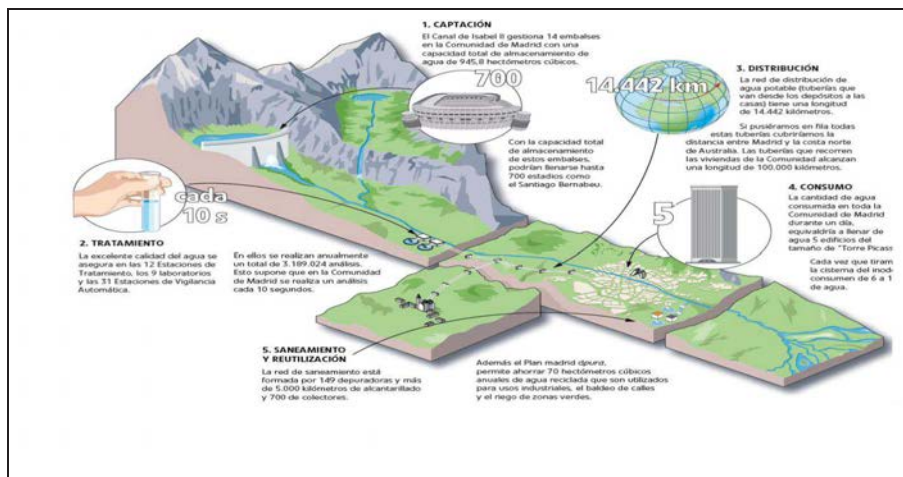 1. CAPTACIÓN
El Canal de Isabel II gestiona 14 embalses
en la Comunidad de Madrid con una
capacidad total de almacenamiento de
agua de 945,8 hectómetros cúbicos.
700
Con la capacidad total
de almacenamiento
de estos embalses,
podrían llenarse hasta
700 estadios como
el Santiago Bernabeu.
cada
10 s
2. TRATAMIENTO
La excelente calidad del agua se
asegura en las 12 Estaciones de
Tratamiento, los 9 laboratorios
y las 31 Estaciones de Vigilancia
Automática.
En ellos se realizan anualmente
un total de 3.189.024 análisis.
Esto supone que en la Comunidad
de Madrid se realiza un análisis
cada 10 segundos.
14.442 km
3. DISTRIBUCIÓN
La red de distribución de
agua potable (tuberías que
van desde los depósitos a las
casas) tiene una longitud
de 14.442 kilómetros.
Si pusiéramos en fila todas
estas tuberías cubriríamos la
distancia entre Madrid y la costa norte
de Australia. Las tuberías que recorren
las viviendas de la Comunidad alcanzan
una longitud de 100.000 kilómetros.
5
4. CONSUMO
La cantidad de agua
consumida en toda la
Comunidad de Madrid
durante un día,
equivaldría a llenar de
agua 5 edificios del
tamaño de "Torre Picass
Cada vez que tiram
la cisterna del inod
consumen de 6 a 1
de agua.
5. SANEAMIENTO
Y REUTILIZACIÓN
La red de saneamiento está
formada por 149 depuradoras y más
de 5.000 kilómetros de alcantarillado
y 700 de colectores.
Además el Plan madrid dpura,
permite ahorrar 70 hectómetros cúbicos
anuales de agua reciclada que son utilizados
para usos industriales, el baldeo de calles
y el riego de zonas verdes.